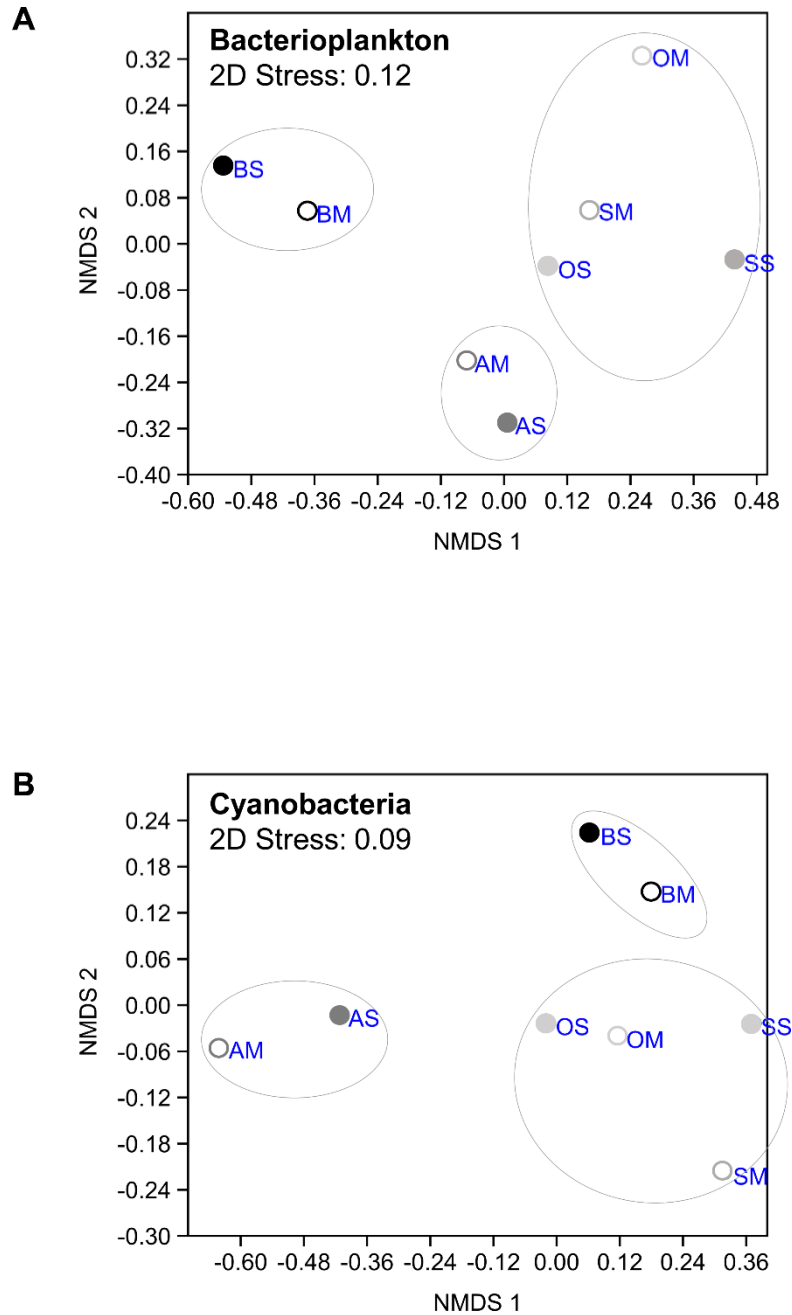 A
Bacterioplankton
2D Stress: 0.12
0.32
0.24
0.16
0.08
0.00
-0.08
-0.16
-0.24
-0.32
-0.40
NMDS 2
OM
BS
BM
SM
OS
SS
AM
AS
-0.60 -0.48 -0.36 -0.24 -0.12 0.00 0.12 0.24 0.36 0.48
NMDS 1
B
Cyanobacteria
2D Stress: 0.09
0.24
0.18
0.12
0.06
0.00
-0.06
-0.12
-0.18
-0.24
-0.30
NMDS 2
BS
BM
AS
OS
OM
SS
AM
SM
-0.60 -0.48 -0.36 -0.24 -0.12 0.00 0.12 0.24 0.36
NMDS 1